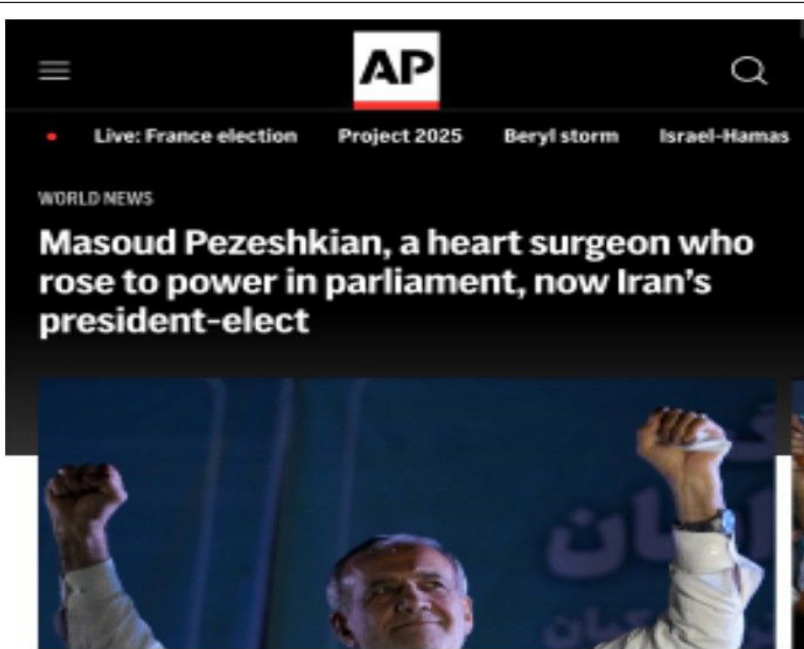 AP
Live: France election Project 2025 Beryl storm Israel-Hamas
WORLD NEWS
Masoud Pezeshkian, a heart surgeon who
rose to power in parliament, now Iran's
president-elect